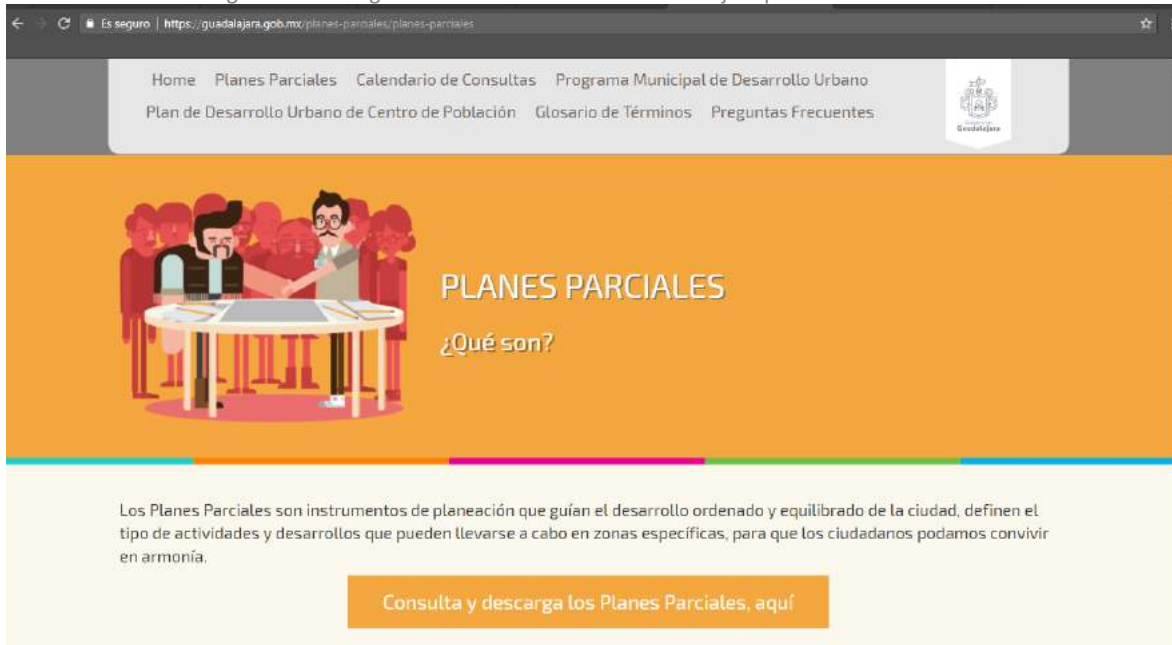 Es seguro | https://guadalajara.gob.mx/planes-parciales/planes-parciales
Home Planes Parciales Calendario de Consultas Programa Municipal de Desarrollo Urbano
Plan de Desarrollo Urbano de Centro de Población Glosario de Términos Preguntas Frecuentes
Guadalajara
PLANES PARCIALES
¿Qué son?
Los Planes Parciales son instrumentos de planeación que guían el desarrollo ordenado y equilibrado de la ciudad, definen el
tipo de actividades y desarrollos que pueden llevarse a cabo en zonas específicas, para que los ciudadanos podamos convivir
en armonía.
Consulta y descarga los Planes Parciales, aquí